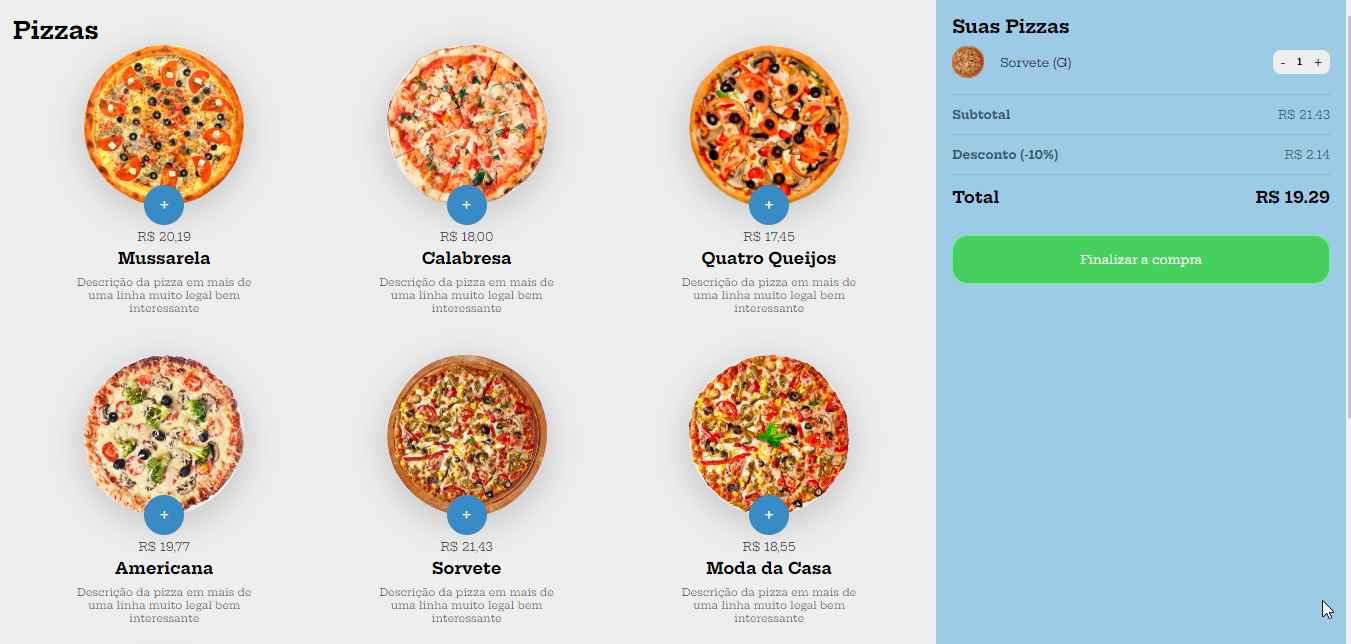 Pizzas
+
R$ 20,19
Mussarela
Descrição da pizza em mais de
uma linha muito legal bem
interessante
+
R$ 18,00
Calabresa
Descrição da pizza em mais de
uma linha muito legal bem
interessante
+
R$ 17,45
Quatro Queijos
Descrição da pizza em mais de
uma linha muito legal bem
interessante
+
R$ 19,77
Americana
Descrição da pizza em mais de
uma linha muito legal bem
interessante
+
R$ 21,43
Sorvete
Descrição da pizza em mais de
uma linha muito legal bem
interessante
+
R$ 18,55
Moda da Casa
Descrição da pizza em mais de
uma linha muito legal bem
interessante
Suas Pizzas
Sorvete (G) - 1 +
Subtotal R$ 21.43
Desconto (-10%) R$ 2.14
Total R$ 19.29
Finalizar a compra